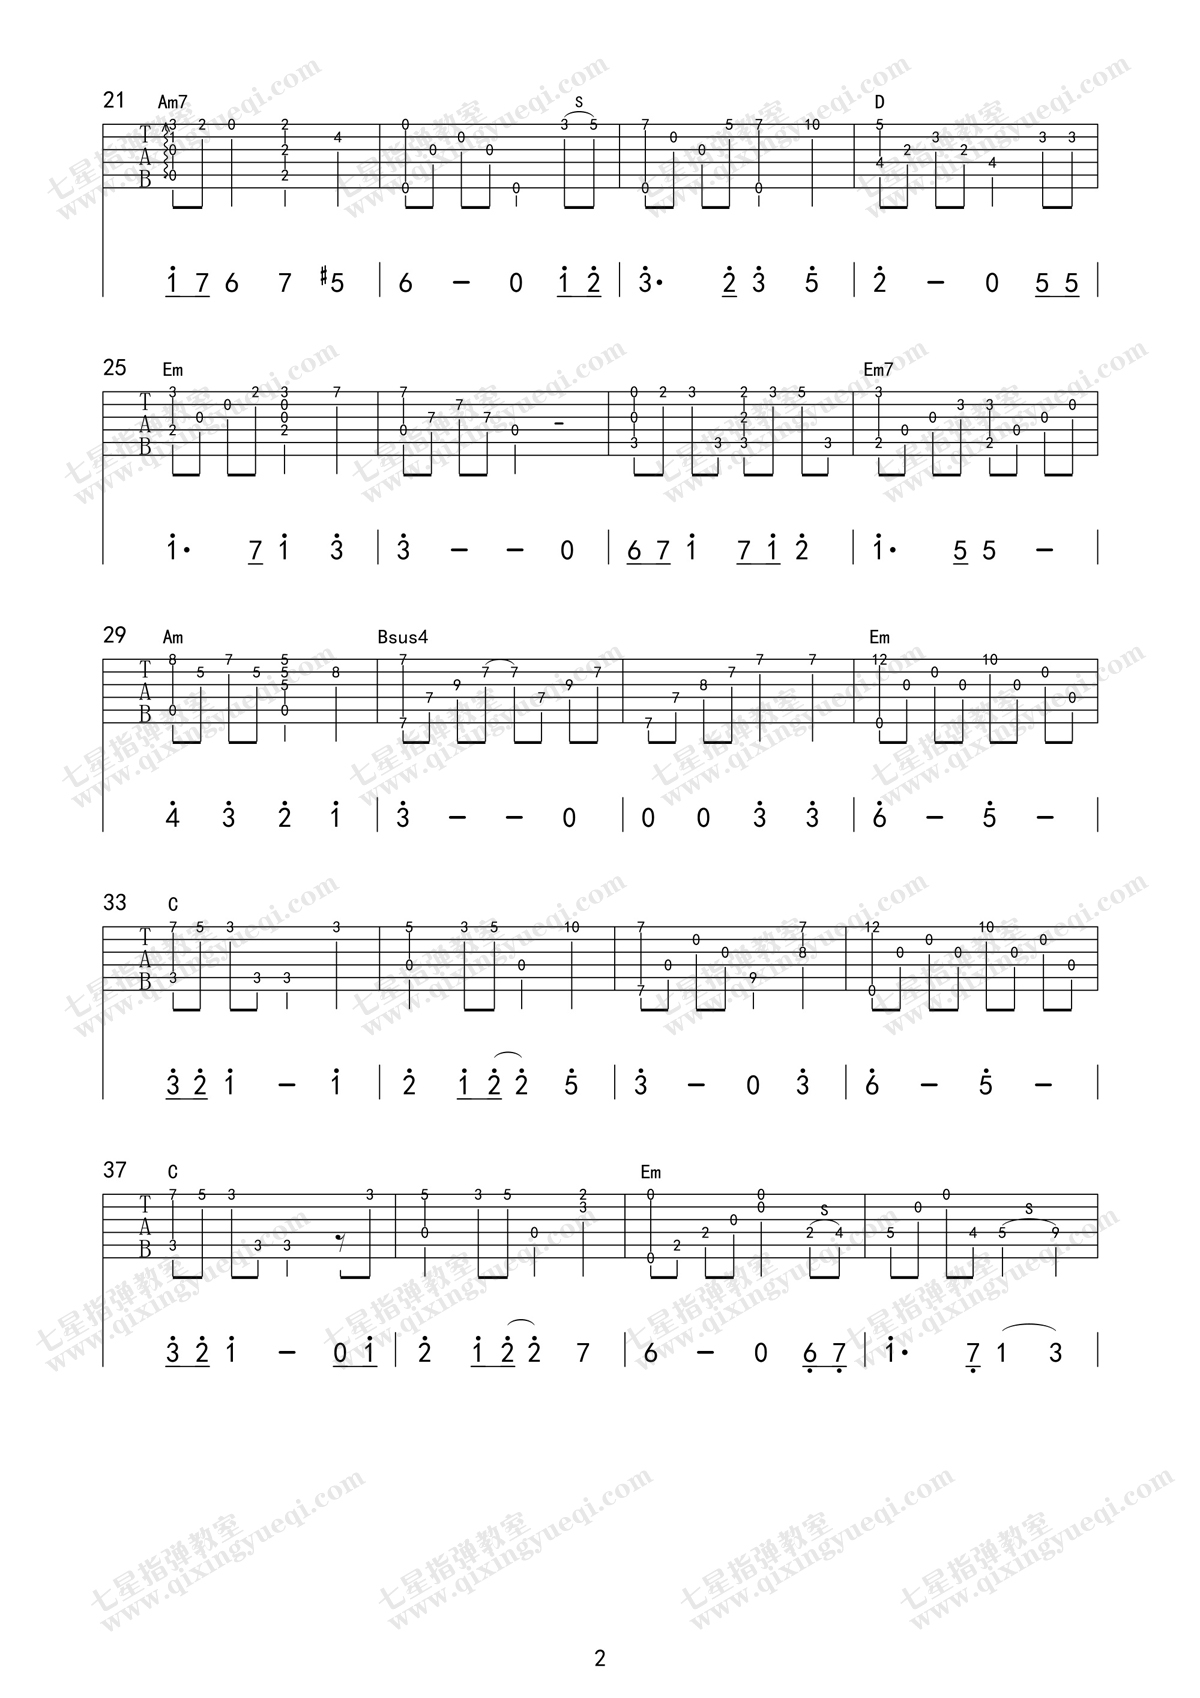 21 Am7 S D
T 3 2 0 2 0 3 5 7 5 7 10 5
1 4 0 0 3 3 3
A 0 2 0 0 0 2 2
4 4
B 0 2
0 0 0 0
1 7 6 7 #5 6 – 0 1 2 3· 2 3 5 2 – 0 5 5
25 Em Em7
3 2 3 7 7 0 2 3 2 3 5 3
T 0 0 7 3 3 0
A 0 0 7 7 - 0 2 0 0
B 2 2 0 0 0 0
3 3 3 3 2 2
1· 7 1 3 3 – – 0 6 7 1 7 1 2 1· 5 5 –
29 Am Bsus4 Em
8 7 5 7 7 7 12 10
T 5 5 5 8 7 7 7 7 0 0
A 5 9 9 8 0 0 0
7 7 7 0
B 0 0
7 7 0
4 3 2 1 3 – – 0 0 0 3 3 6 – 5 –
33 C
7 5 3 3 5 3 5 10 7 7 12 10
T 0 0 0
A 0 8 0 0 0
0 0 0 0
B 3 3 3 9
7 0
3 2 1 – 1 2 1 2 2 5 3 – 0 3 6 – 5 –
37 C Em
7 5 3 3 5 3 5 2 0 0 0
T 3 0 S 0 S
A 0
0 0 2 2 4 5 4 5 9
B 3 3 3 2
0
3 2 1 – 0 1 2 1 2 2 7 6 – 0 6 7 1· 7 1 3
七星指弹教室
www.qixingyueqi.com
2